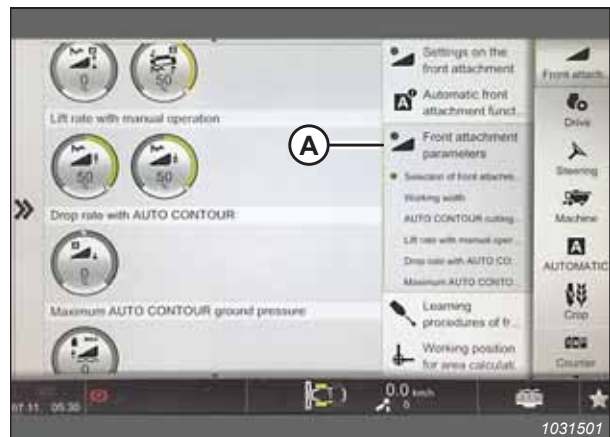 0
50
Lift rate with manual operation
50
50
Drop rate with AUTO CONTOUR
0
Maximum AUTO CONTOUR ground pressure
A
Settings on the
front attachment
Automatic front
attachment funct...
Front attachment
parameters
Selection of front attachm...
Working width
AUTO CONTOUR cutting...
Lift rate with manual oper...
Drop rate with AUTO CO...
Maximum AUTO CONTO...
Learning
procedures of fr...
Working position
for area calculati...
Front attach...
Drive
Steering
Machine
A
AUTOMATIC
Crop
Counter
07.11. 05:30
0.0 km/h
0
1031501